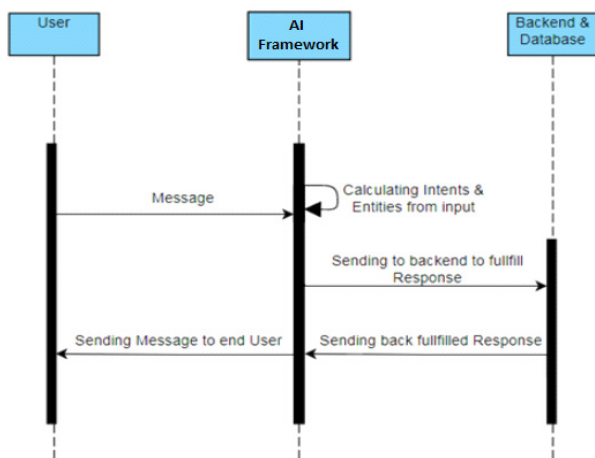 User
AI
Framework
Backend &
Database
Calculating Intents &
Entities from input
Message
Sending to backend to fullfill
Response
Sending Message to end User
Sending back fullfilled Response